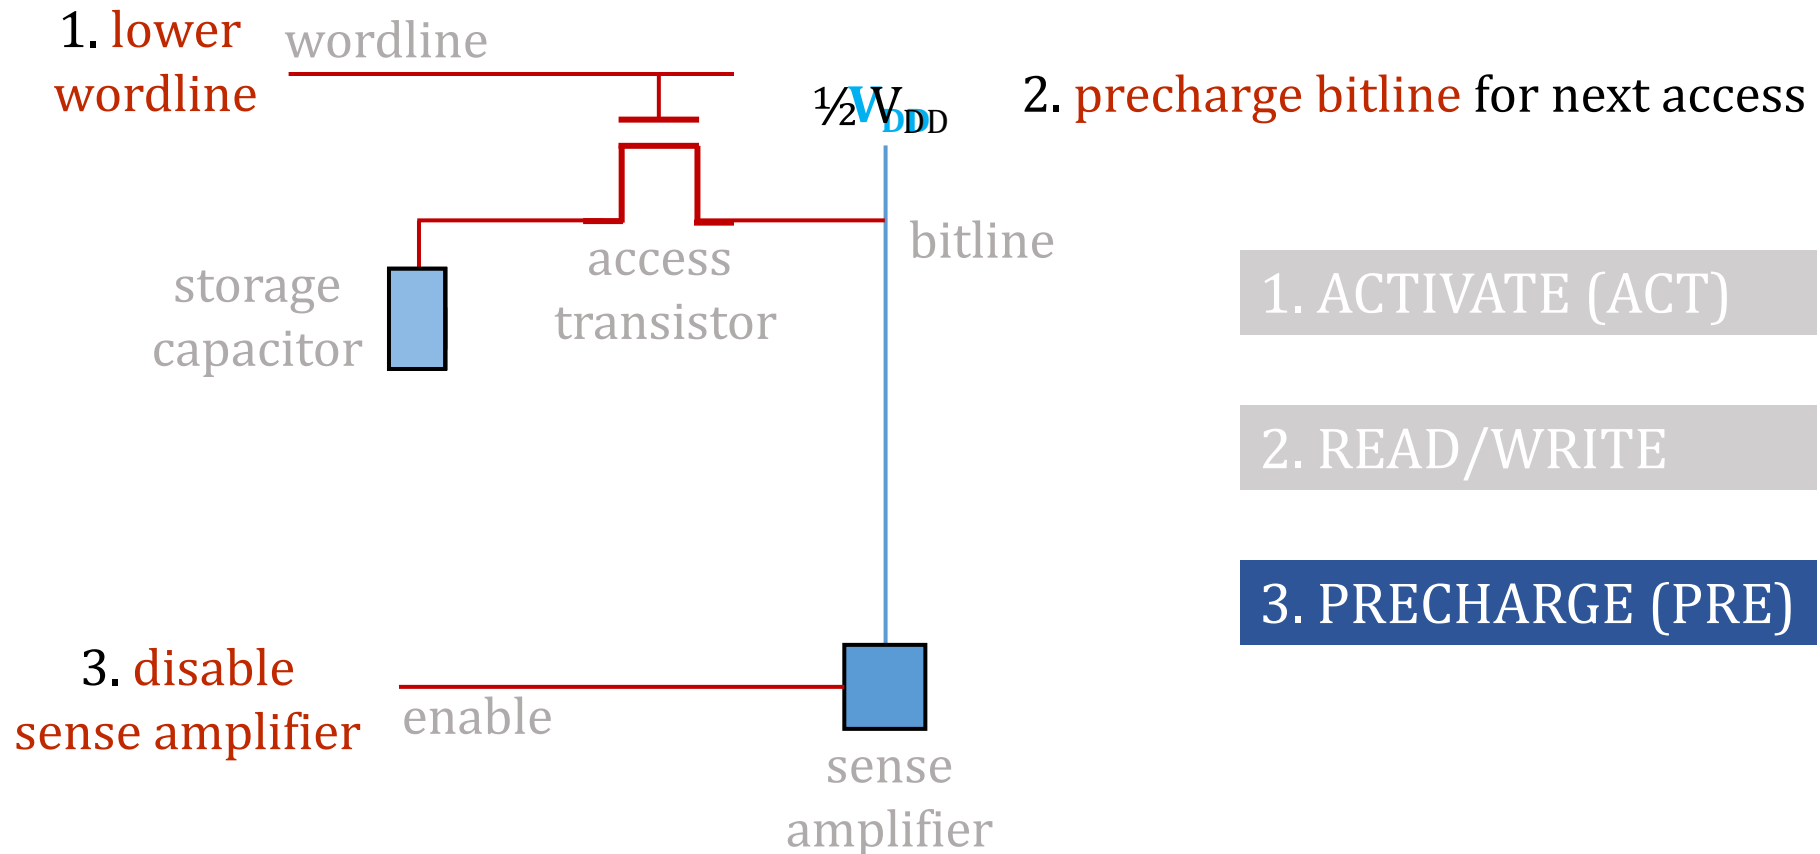 1. lower
wordline
wordline
½VDDVDD
2. precharge bitline for next access
bitline
access
transistor
storage
capacitor
1. ACTIVATE (ACT)
2. READ/WRITE
3. PRECHARGE (PRE)
3. disable
sense amplifier
enable
sense
amplifier